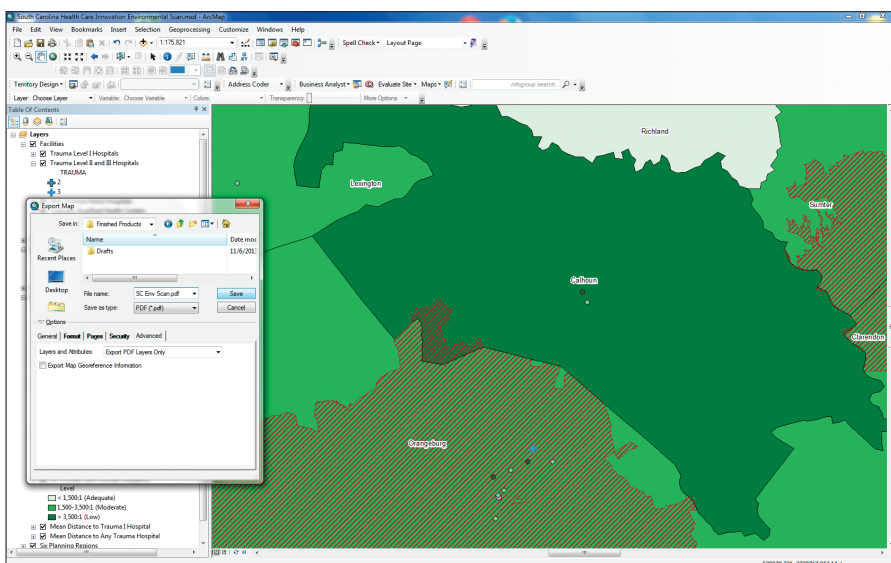 South Carolina Health Care Innovation Environmental Scan.mxd - ArcMap
File Edit View Bookmarks Insert Selection Geoprocessing Customize Windows Help
1:175,821 Spell Check Layout Page
Territory Design Address Coder Business Analyst Evaluate Site Maps Infogroup search...
Layer: Choose Layer Variable: Choose Variable Colors: Transparency: More Options
Table Of Contents
Layers
Facilities
Trauma Level I Hospitals
Trauma Level II and III Hospitals
TRAUMA
2
3
Export Map
Save in: Finished Products
Name Date moc
Recent Places
Drafts 11/6/201
Desktop
File name: SC Env Scan.pdf Save
Save as type: PDF (*.pdf) Cancel
Options
General Format Pages Security Advanced
Layers and Attributes: Export PDF Layers Only
Export Map Georeference Information
Level
< 1,500:1 (Adequate)
1,500-3,500:1 (Moderate)
> 3,500:1 (Low)
Mean Distance to Trauma I Hospital
Mean Distance to Any Trauma Hospital
Six Planning Regions
Richland
Lexington
Sumter
Calhoun
Clarendon
Orangeburg